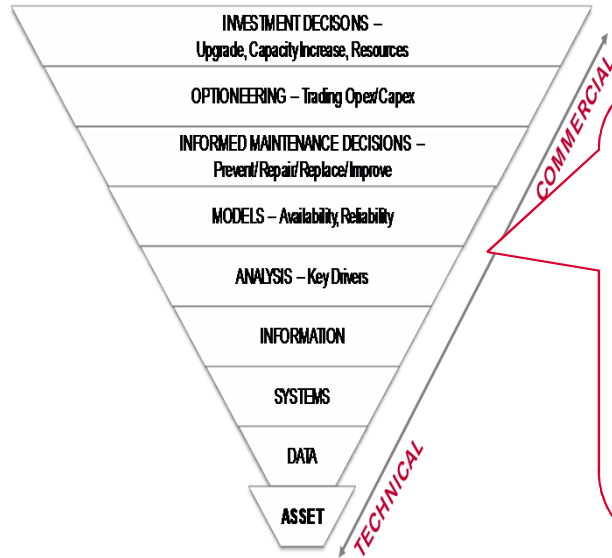 INVESTMENT DECISONS –
Upgrade, Capacity Increase, Resources
OPTIONEERING – Trading Opex/Capex
INFORMED MAINTENANCE DECISIONS –
Prevent/Repair/Replace/Improve
MODELS – Availability, Reliability
ANALYSIS – Key Drivers
INFORMATION
SYSTEMS
DATA
ASSET
COMMERCIAL
TECHNICAL